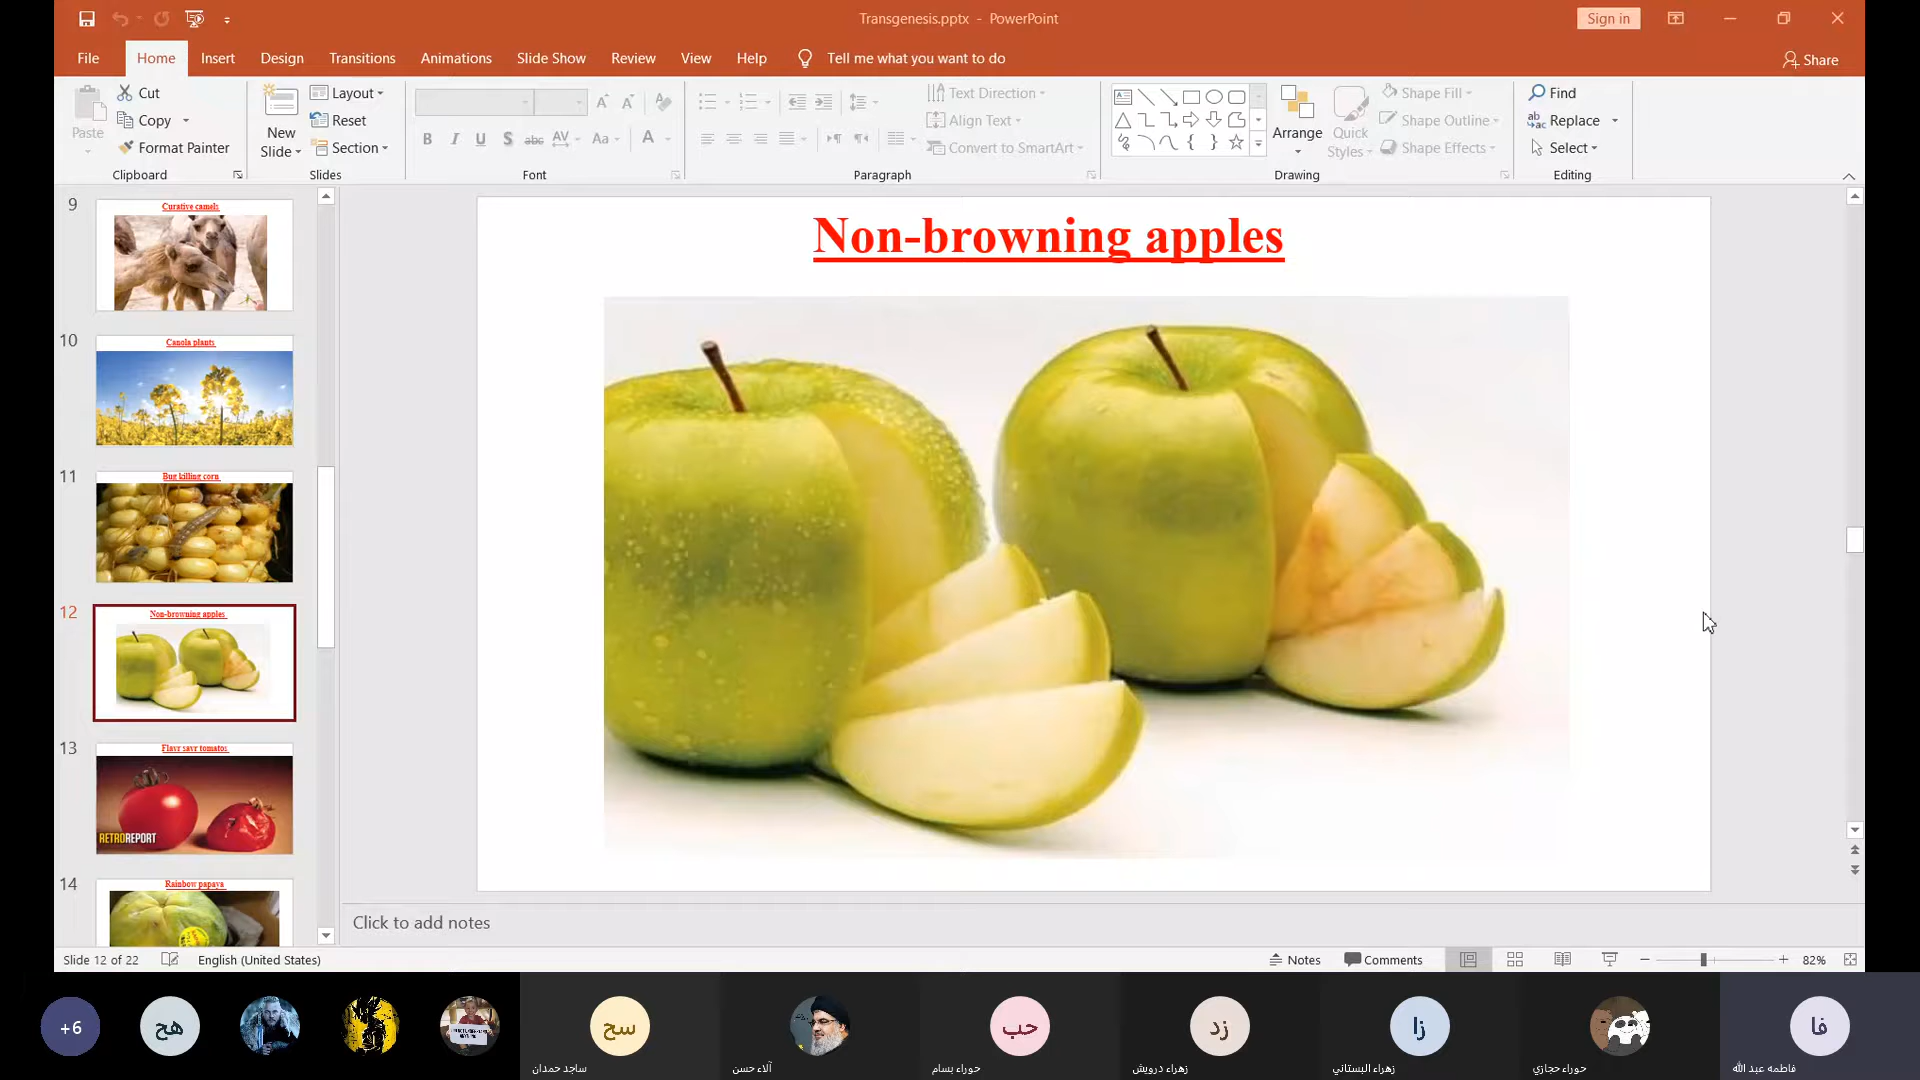 Transgenesis.pptx - PowerPoint
Sign in
File
Home
Insert
Design
Transitions
Animations
Slide Show
Review
View
Help
Tell me what you want to do
Share
Paste
Cut
Copy
Format Painter
Clipboard
New
Slide
Layout
Reset
Section
Slides
Font
Text Direction
Align Text
Convert to SmartArt
Paragraph
Arrange
Quick
Styles
Shape Fill
Shape Outline
Shape Effects
Drawing
Find
Replace
Select
Editing
9
Curative camels
10
Canola plants
11
Bug killing corn
12
Non-browning apples
13
Flavr savr tomatos
RETROREPORT
14
Rainbow papaya
Non-browning apples
Click to add notes
Slide 12 of 22
English (United States)
Notes
Comments
82%
+6
هح
سح
ساجد حمدان
آلاء حسن
حب
حوراء بسام
زد
زهراء درويش
زا
زهراء البستاني
حوراء حجازي
فا
فاطمه عبد الله